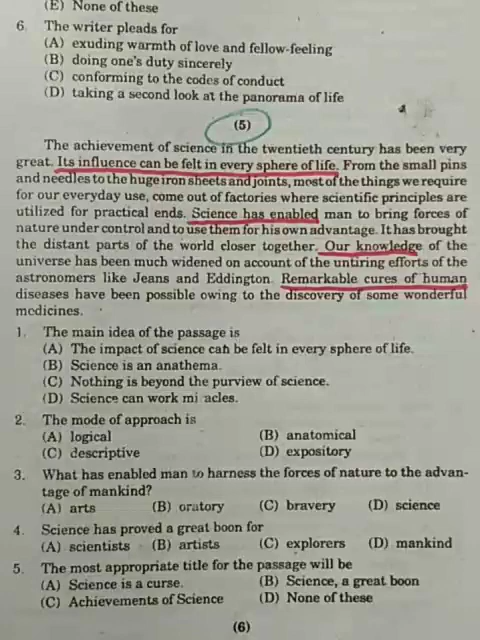 (E) None of these
6. The writer pleads for
(A) exuding warmth of love and fellow-feeling
(B) doing one's duty sincerely
(C) conforming to the codes of conduct
(D) taking a second look at the panorama of life
(5)
The achievement of science in the twentieth century has been very
great. Its influence can be felt in every sphere of life. From the small pins
and needles to the huge iron sheets and joints, most of the things we require
for our everyday use, come out of factories where scientific principles are
utilized for practical ends. Science has enabled man to bring forces of
nature under control and to use them for his own advantage. It has brought
the distant parts of the world closer together. Our knowledge of the
universe has been much widened on account of the untiring efforts of the
astronomers like Jeans and Eddington. Remarkable cures of human
diseases have been possible owing to the discovery of some wonderful
medicines.
1. The main idea of the passage is
(A) The impact of science can be felt in every sphere of life.
(B) Science is an anathema.
(C) Nothing is beyond the purview of science.
(D) Science can work mi acles.
2. The mode of approach is
(A) logical (B) anatomical
(C) descriptive (D) expository
3. What has enabled man to harness the forces of nature to the advan-
tage of mankind?
(A) arts (B) oratory (C) bravery (D) science
4. Science has proved a great boon for
(A) scientists (B) artists (C) explorers (D) mankind
5. The most appropriate title for the passage will be
(A) Science is a curse. (B) Science, a great boon
(C) Achievements of Science (D) None of these
(6)